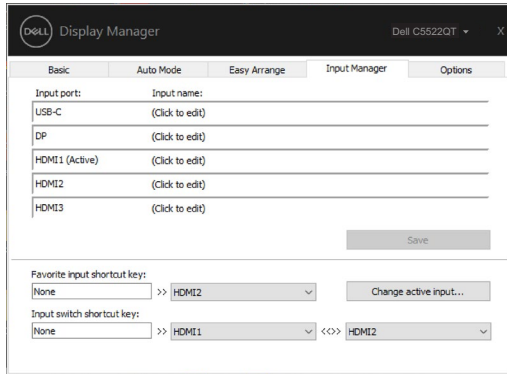 DELL Display Manager Dell C5522QT X
Basic Auto Mode Easy Arrange Input Manager Options
Input port: Input name:
USB-C (Click to edit)
DP (Click to edit)
HDMI1 (Active) (Click to edit)
HDMI2 (Click to edit)
HDMI3 (Click to edit)
Save
Favorite input shortcut key:
None >> HDMI2 Change active input...
Input switch shortcut key:
None >> HDMI1 <<>> HDMI2